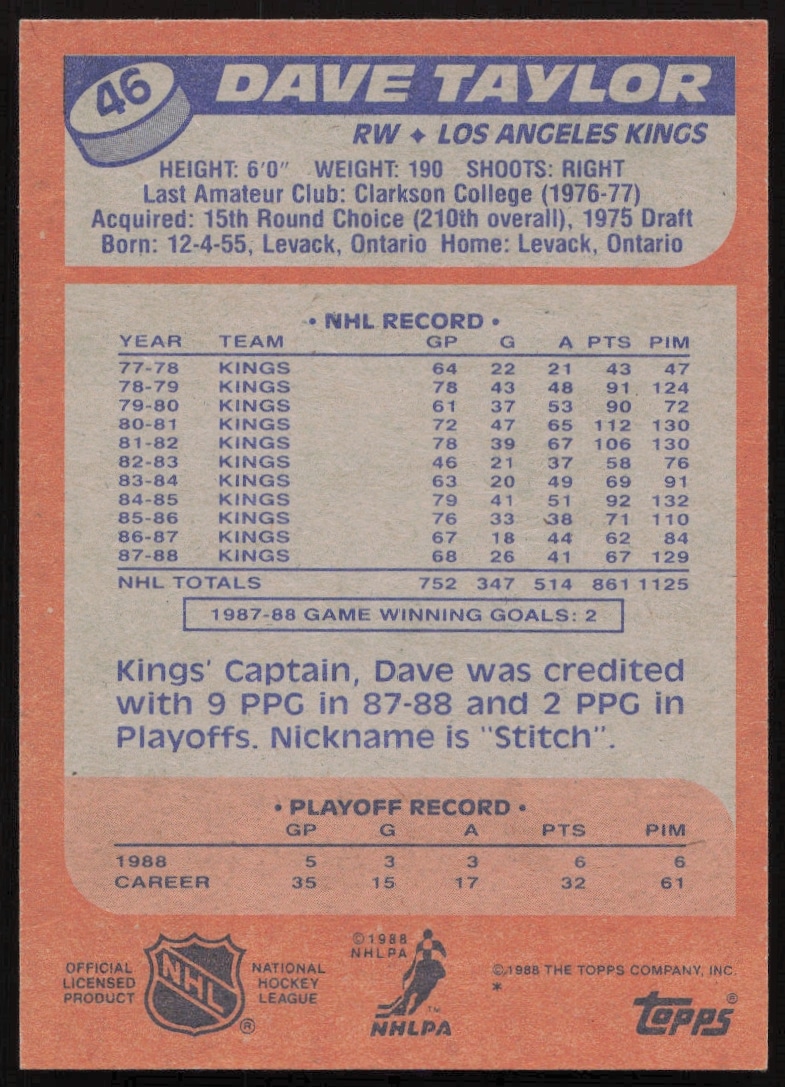 46 DAVE TAYLOR
RW ✦ LOS ANGELES KINGS
HEIGHT: 6'0" WEIGHT: 190 SHOOTS: RIGHT
Last Amateur Club: Clarkson College (1976-77)
Acquired: 15th Round Choice (210th overall), 1975 Draft
Born: 12-4-55, Levack, Ontario Home: Levack, Ontario
• NHL RECORD •
YEAR TEAM GP G A PTS PIM
77-78 KINGS 64 22 21 43 47
78-79 KINGS 78 43 48 91 124
79-80 KINGS 61 37 53 90 72
80-81 KINGS 72 47 65 112 130
81-82 KINGS 78 39 67 106 130
82-83 KINGS 46 21 37 58 76
83-84 KINGS 63 20 49 69 91
84-85 KINGS 79 41 51 92 132
85-86 KINGS 76 33 38 71 110
86-87 KINGS 67 18 44 62 84
87-88 KINGS 68 26 41 67 129
NHL TOTALS 752 347 514 861 1125
1987-88 GAME WINNING GOALS: 2
Kings' Captain, Dave was credited
with 9 PPG in 87-88 and 2 PPG in
Playoffs. Nickname is "Stitch".
• PLAYOFF RECORD •
GP G A PTS PIM
1988 5 3 3 6 6
CAREER 35 15 17 32 61
OFFICIAL
LICENSED
PRODUCT
NHL ®
NATIONAL
HOCKEY
LEAGUE
©1988
NHLPA
™
NHLPA
©1988 THE TOPPS COMPANY, INC.
*
topps®